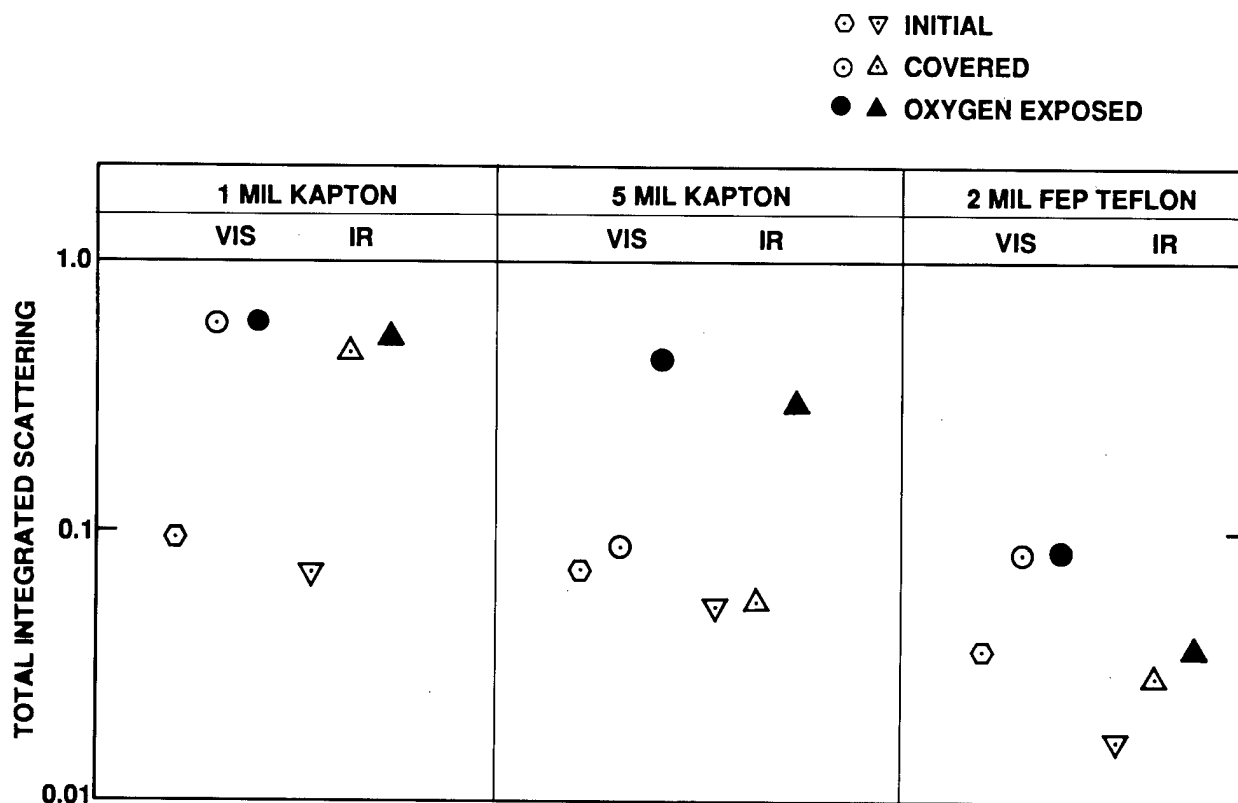 INITIAL
COVERED
OXYGEN EXPOSED
1 MIL KAPTON
5 MIL KAPTON
2 MIL FEP TEFLON
VIS IR
VIS IR
VIS IR
1.0
TOTAL INTEGRATED SCATTERING
0.1
0.01